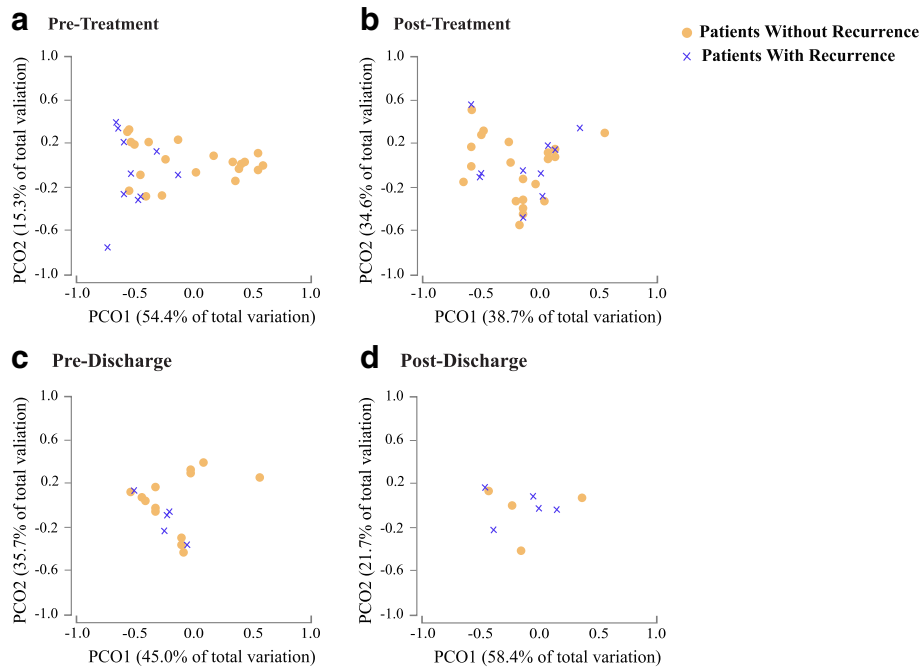 a Pre-Treatment
1.0
0.6
0.2
-0.2
-0.6
-1.0
PCO2 (15.3% of total valiation)
-1.0 -0.5 0.0 0.5 1.0
PCO1 (54.4% of total variation)
b Post-Treatment
1.0
0.6
0.2
-0.2
-0.6
-1.0
PCO2 (34.6% of total valiation)
-1.0 -0.5 0.0 0.5 1.0
PCO1 (38.7% of total variation)
Patients Without Recurrence
Patients With Recurrence
c Pre-Discharge
1.0
0.6
0.2
-0.2
-0.6
-1.0
PCO2 (35.7% of total valiation)
-1.0 -0.5 0.0 0.5 1.0
PCO1 (45.0% of total variation)
d Post-Discharge
1.0
0.6
0.2
-0.2
-0.6
-1.0
PCO2 (21.7% of total valiation)
-1.0 -0.5 0.0 0.5 1.0
PCO1 (58.4% of total variation)